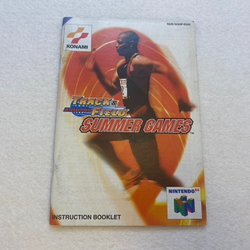 KONAMI
TRACK &
FIELD
SUMMER GAMES
NINTENDO 64
INSTRUCTION BOOKLET